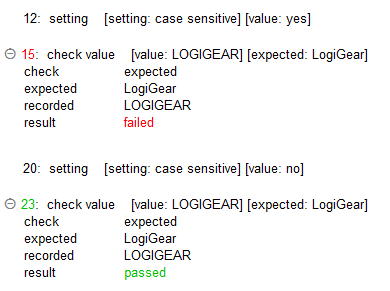 12: setting [setting: case sensitive] [value: yes]
15: check value [value: LOGIGEAR] [expected: LogiGear]
check expected
expected LogiGear
recorded LOGIGEAR
result failed
20: setting [setting: case sensitive] [value: no]
23: check value [value: LOGIGEAR] [expected: LogiGear]
check expected
expected LogiGear
recorded LOGIGEAR
result passed